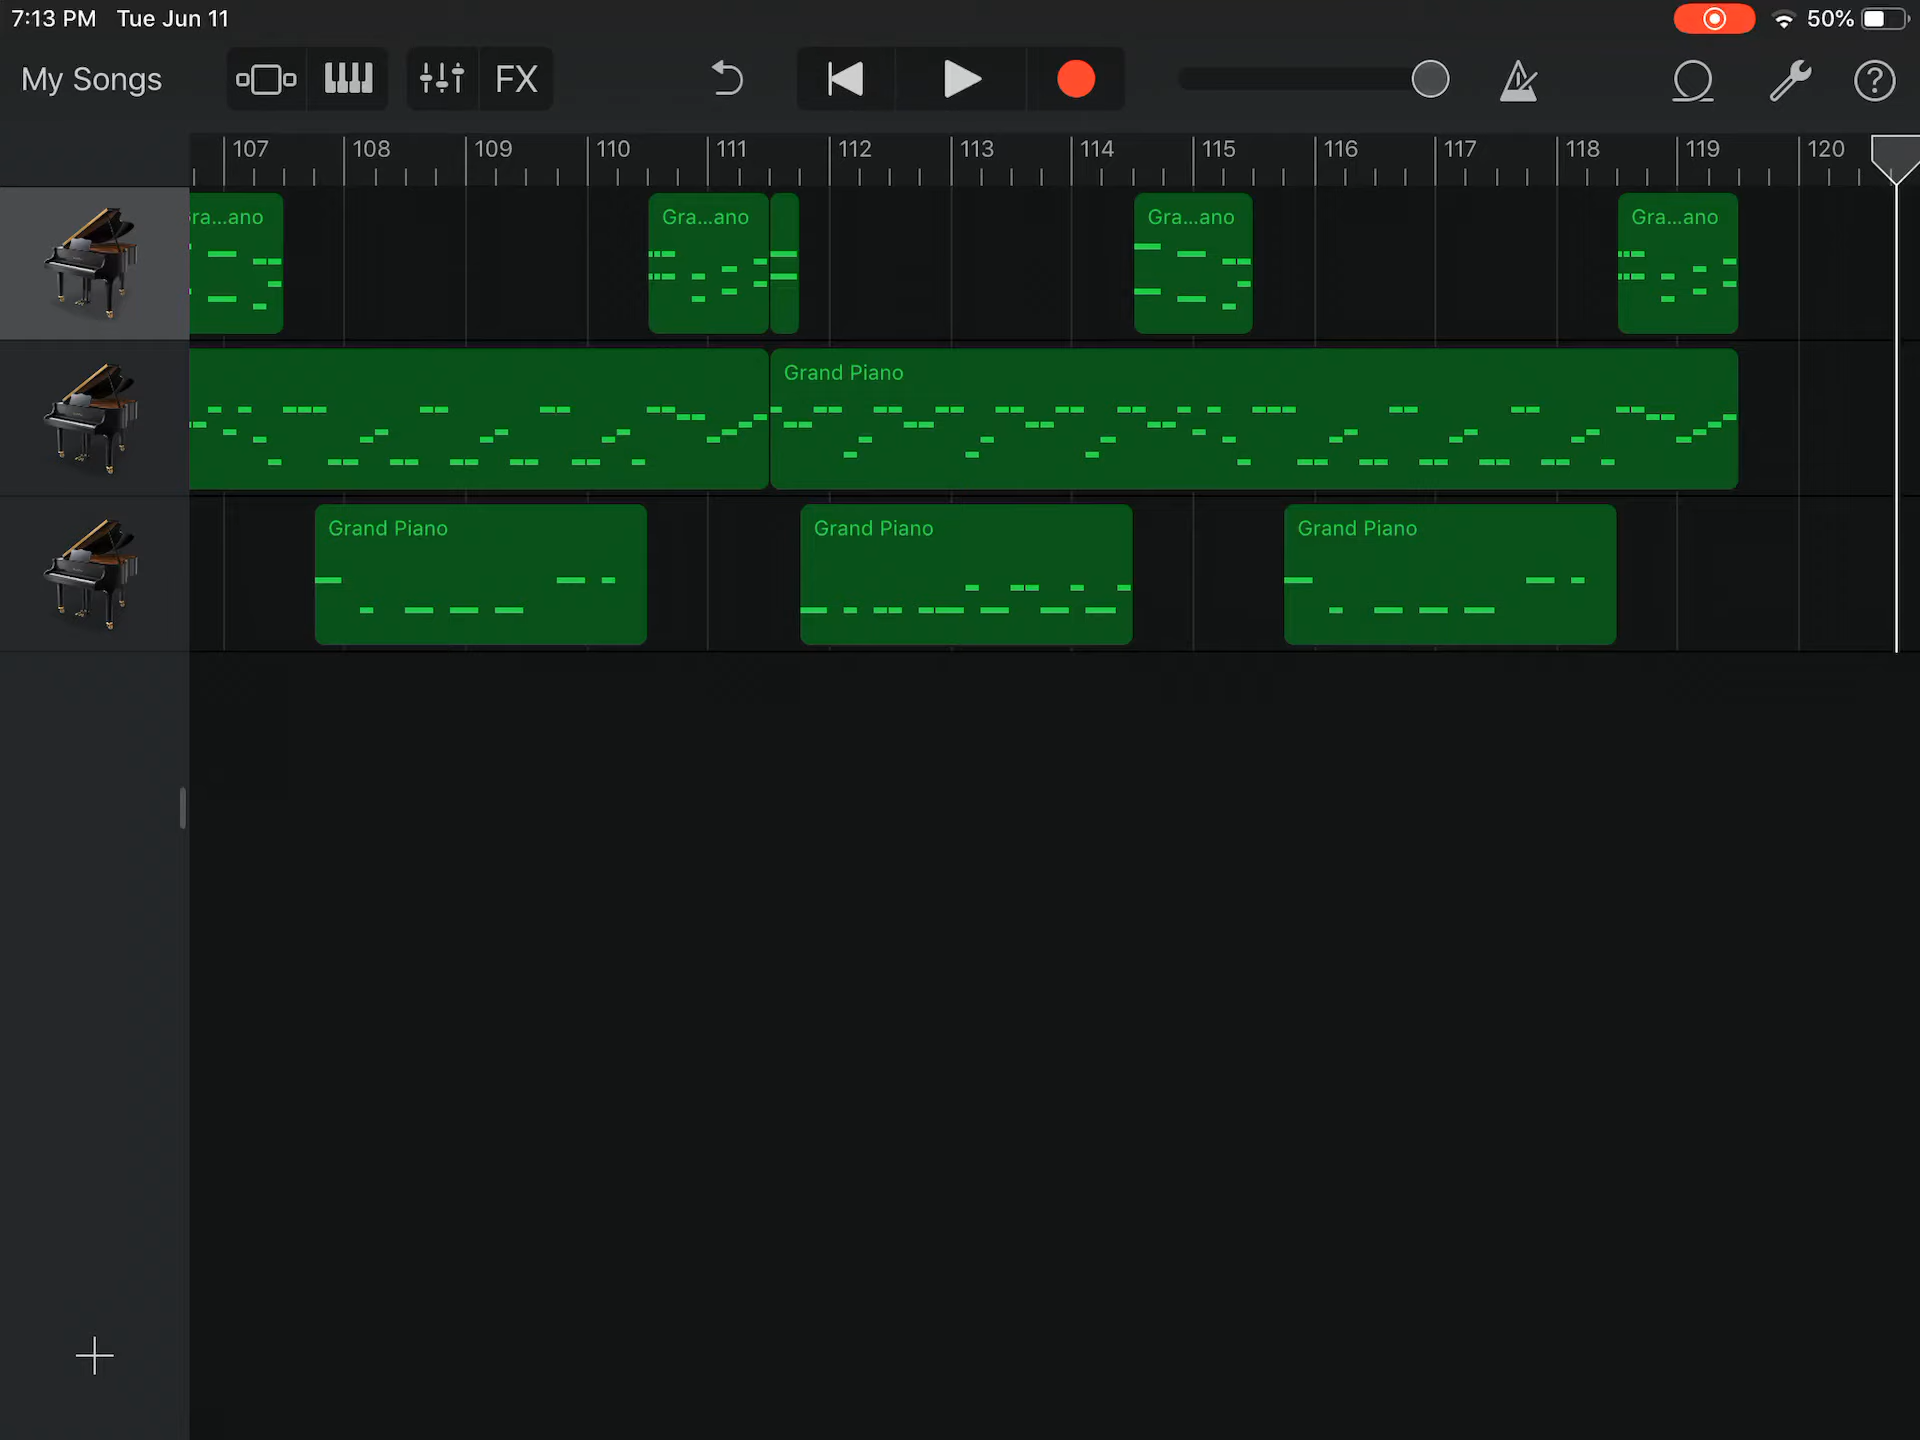 7:13 PM Tue Jun 11
50%
My Songs
FX
?
107 108 109 110 111 112 113 114 115 116 117 118 119 120
ra...ano
Gra...ano
Gra...ano
Gra...ano
Grand Piano
Grand Piano
Grand Piano
Grand Piano